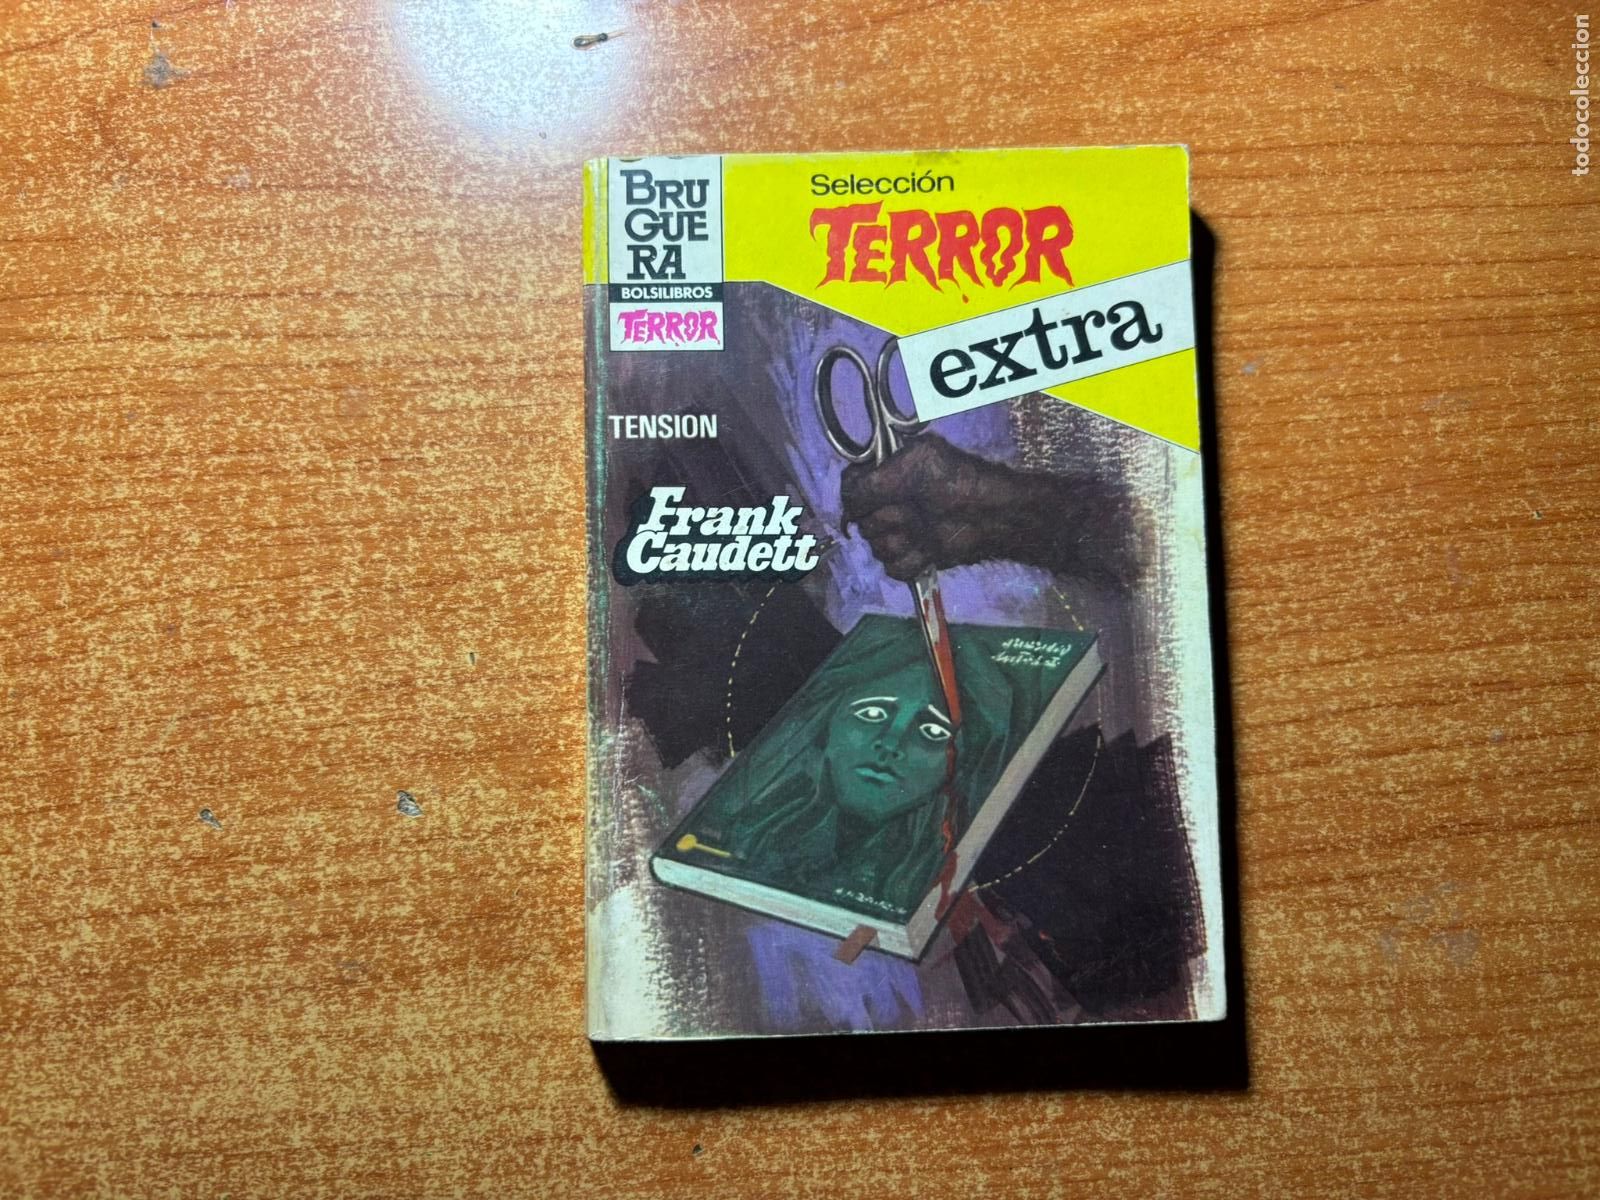 BRU
GUE
RA
BOLSILIBROS
TERROR
Selección
TERROR
extra
TENSION
Frank
Caudett
todocoleccion